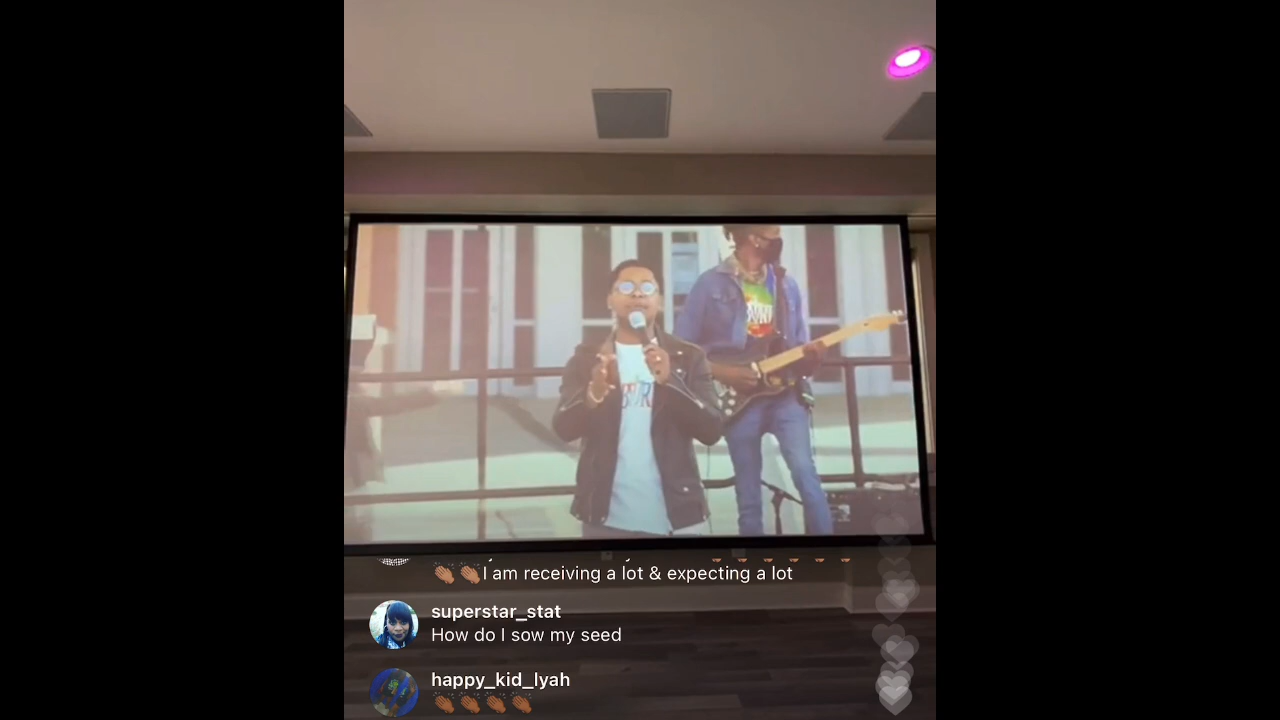 👏🏽👏🏽I am receiving a lot & expecting a lot
superstar_stat
How do I sow my seed
happy_kid_lyah
👏🏾👏🏾👏🏾👏🏾